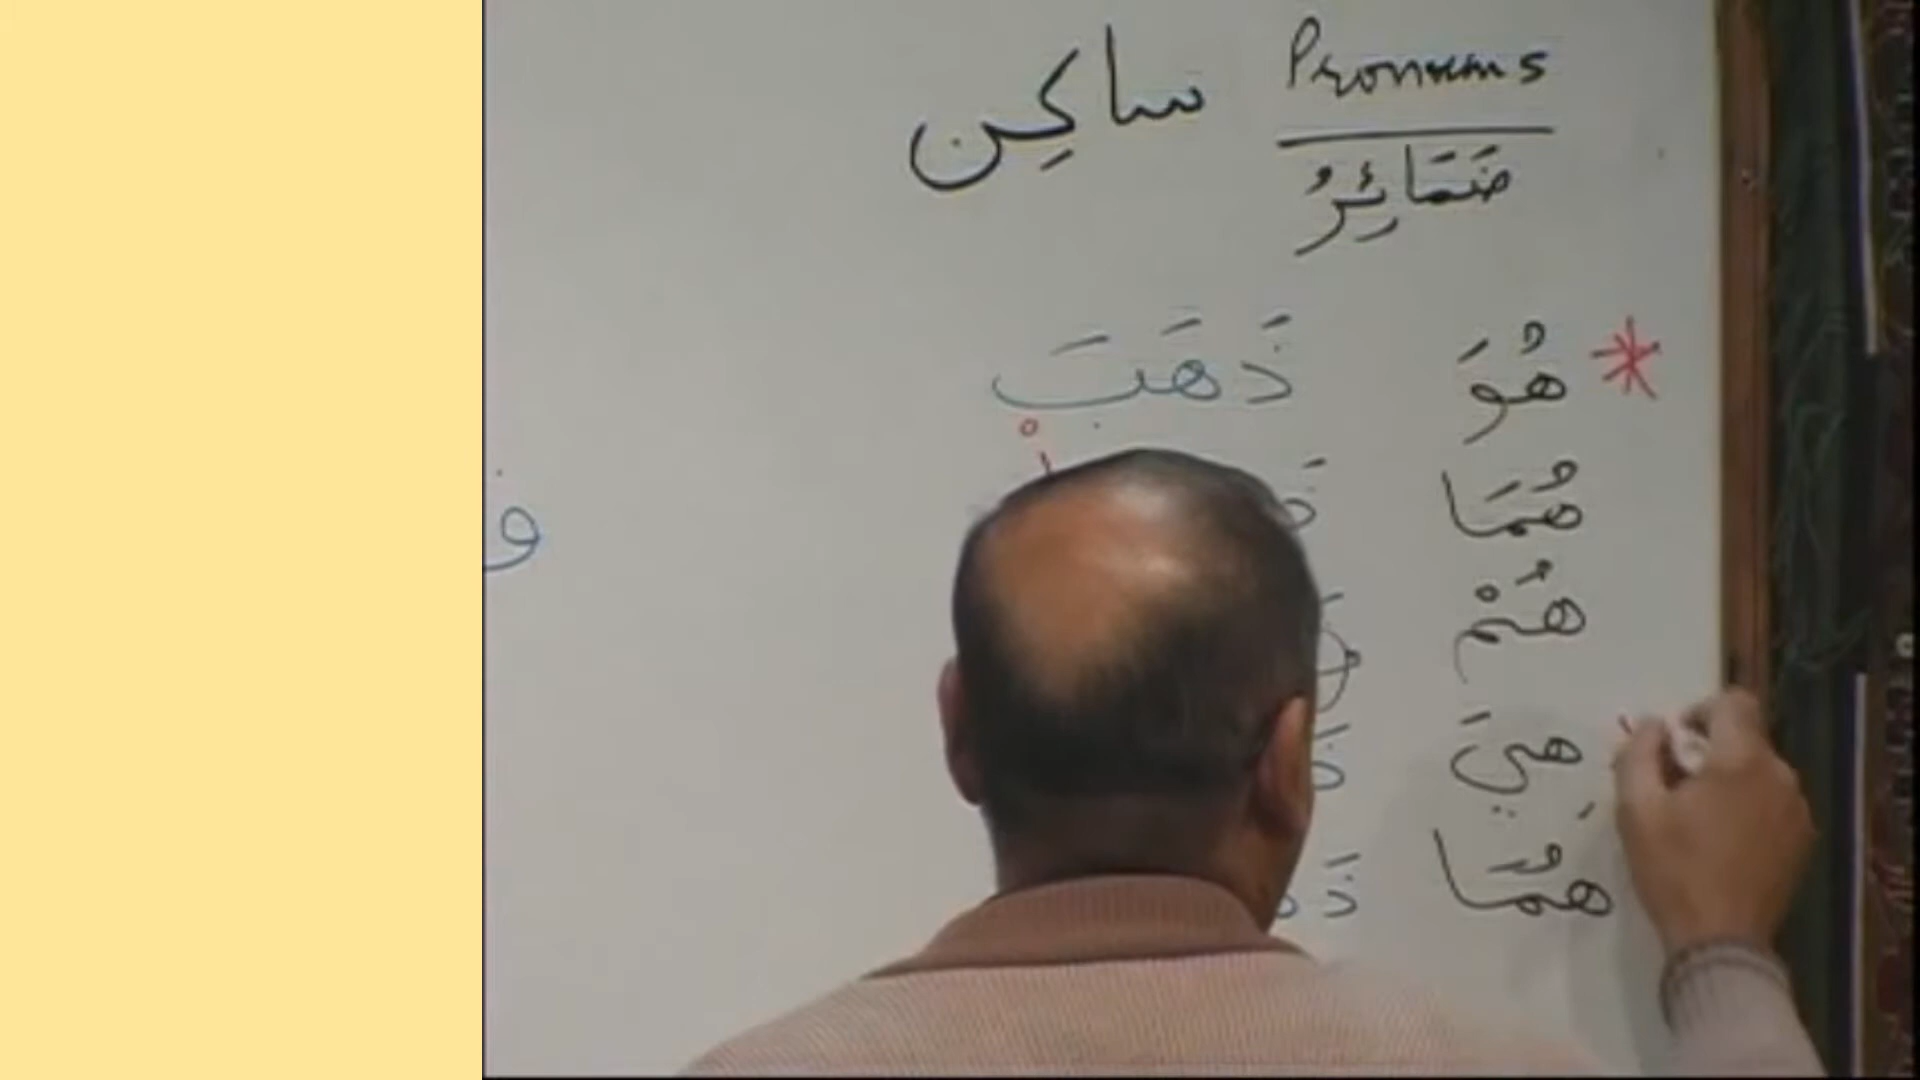 Pronouns ساكِن
ضَمَائِرُ
هُوَ ذَهَبَ
هُمَا
هُمْ
هِيَ
هُمَا